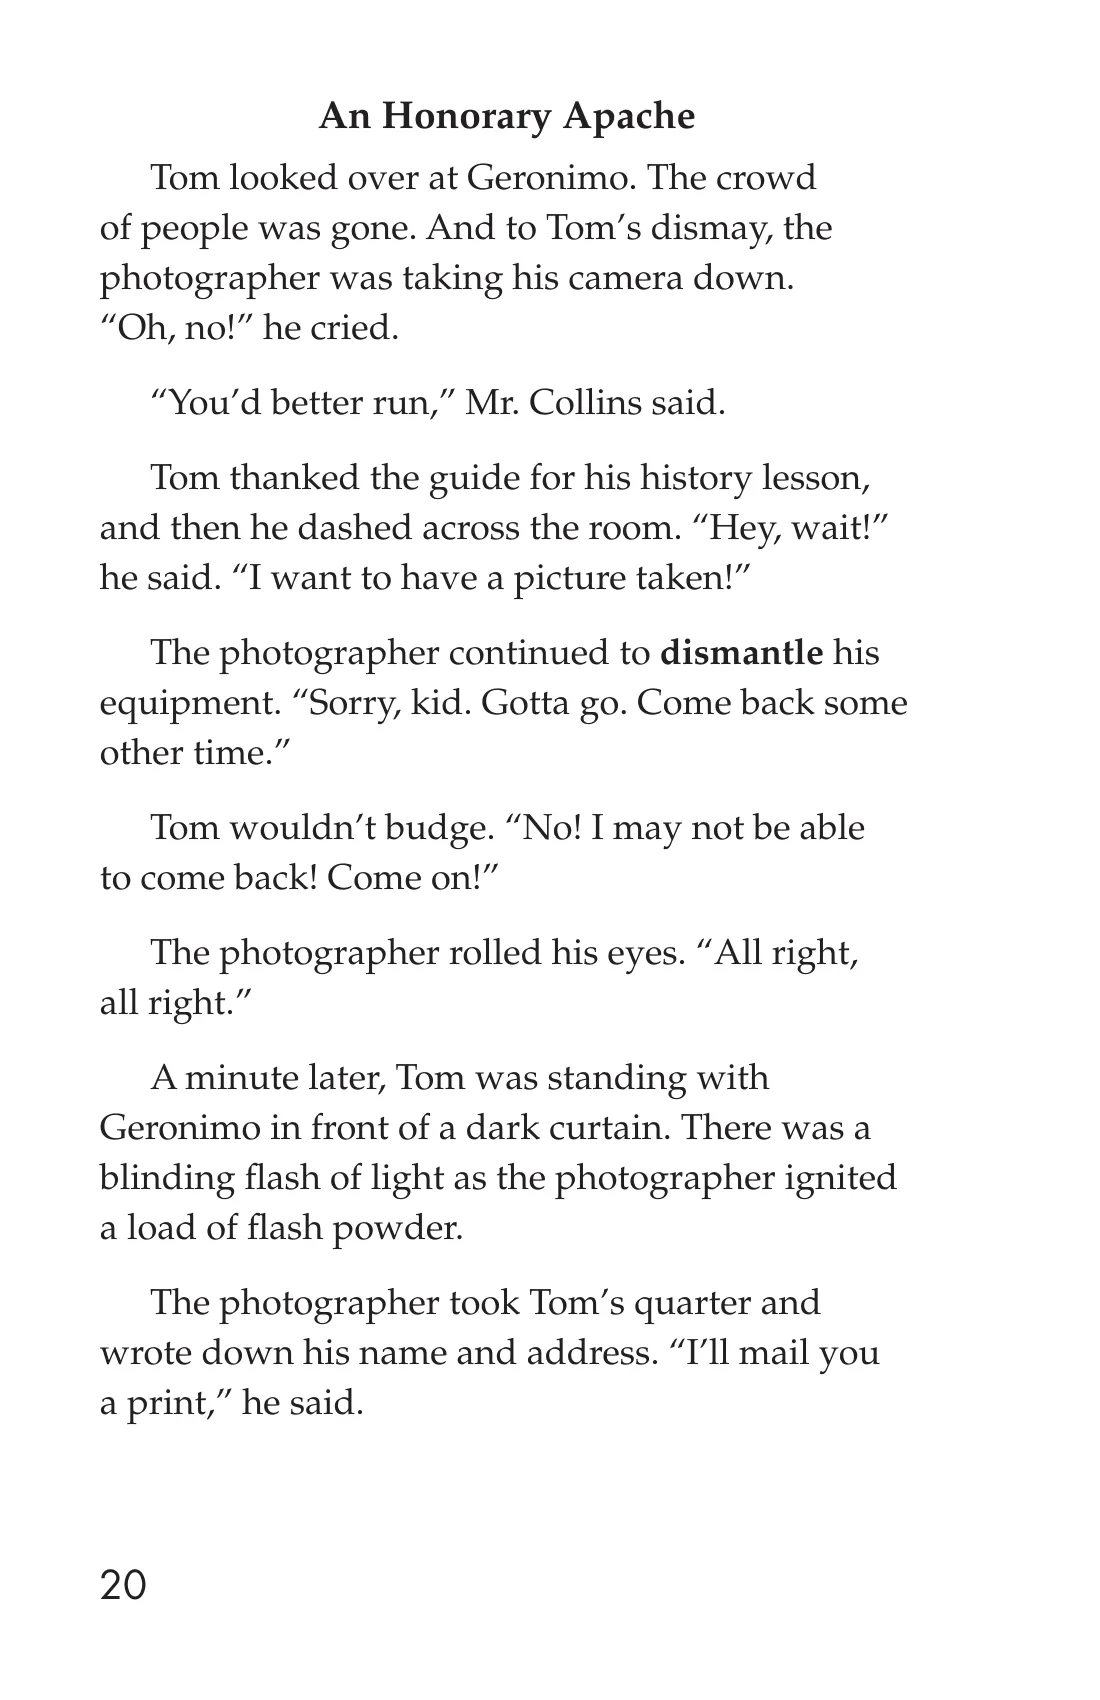 An Honorary Apache
Tom looked over at Geronimo. The crowd
of people was gone. And to Tom’s dismay, the
photographer was taking his camera down.
“Oh, no!” he cried.
“You’d better run,” Mr. Collins said.
Tom thanked the guide for his history lesson,
and then he dashed across the room. “Hey, wait!”
he said. “I want to have a picture taken!”
The photographer continued to dismantle his
equipment. “Sorry, kid. Gotta go. Come back some
other time.”
Tom wouldn’t budge. “No! I may not be able
to come back! Come on!”
The photographer rolled his eyes. “All right,
all right.”
A minute later, Tom was standing with
Geronimo in front of a dark curtain. There was a
blinding flash of light as the photographer ignited
a load of flash powder.
The photographer took Tom’s quarter and
wrote down his name and address. “I’ll mail you
a print,” he said.
20